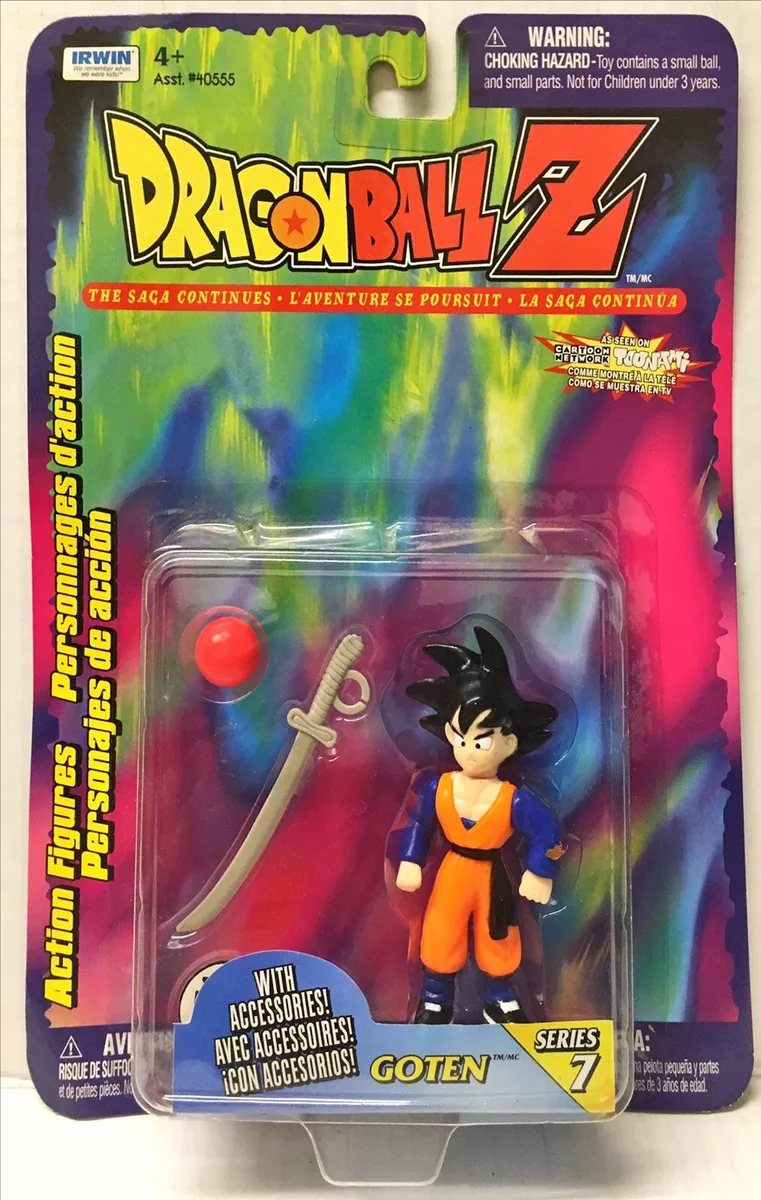 IRWIN
We remember when
we were kids!
4+
Asst. #40555
WARNING:
CHOKING HAZARD-Toy contains a small ball,
and small parts. Not for Children under 3 years.
DRAGON BALL Z
TM/MC
THE SAGA CONTINUES • L'AVENTURE SE POURSUIT • LA SAGA CONTINÚA
AS SEEN ON
CARTOON NETWORK TOONAMI
COMME MONTRÉ À LA TÉLÉ
COMO SE MUESTRA EN TV
Action Figures Personnages d'action
Personajes de acción
WITH
ACCESSORIES!
AVEC ACCESSOIRES!
¡CON ACCESORIOS!
GOTEN TM/MC
SERIES
7
RISQUE DE
et de petites pièces.
pelota pequeña y partes
de 3 años de edad.